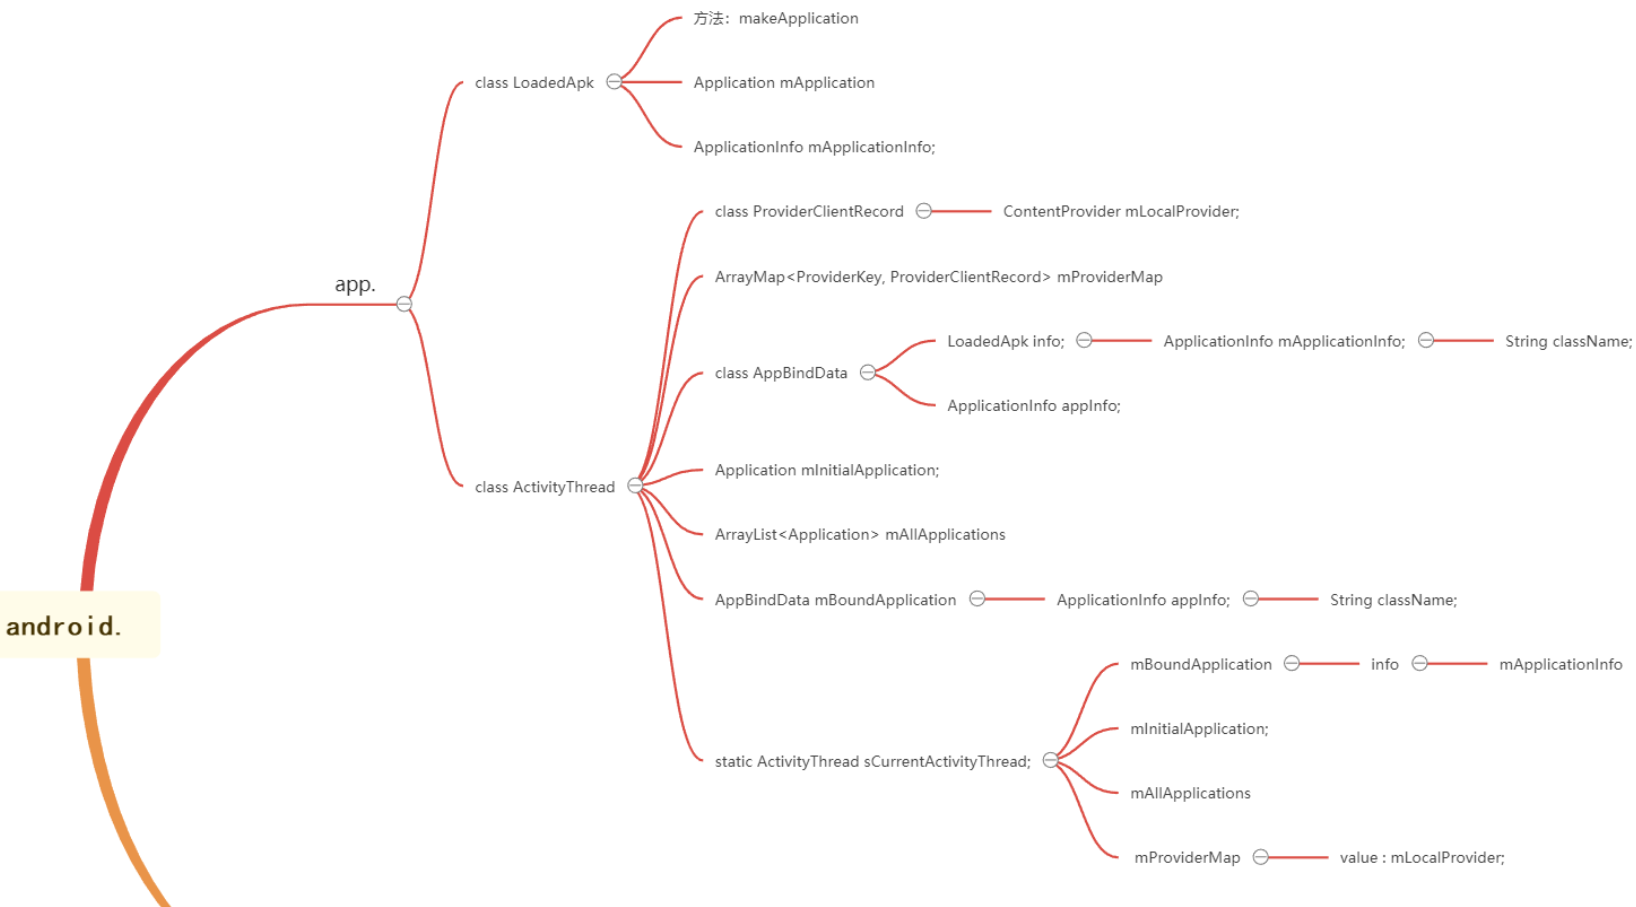 方法：makeApplication
class LoadedApk
Application mApplication
ApplicationInfo mApplicationInfo;
app.
class ProviderClientRecord
ContentProvider mLocalProvider;
ArrayMap<ProviderKey, ProviderClientRecord> mProviderMap
class AppBindData
LoadedApk info;
ApplicationInfo mApplicationInfo;
String className;
ApplicationInfo appInfo;
class ActivityThread
Application mInitialApplication;
ArrayList<Application> mAllApplications
AppBindData mBoundApplication
ApplicationInfo appInfo;
String className;
android.
static ActivityThread sCurrentActivityThread;
mBoundApplication
info
mApplicationInfo
mInitialApplication;
mAllApplications
mProviderMap
value : mLocalProvider;